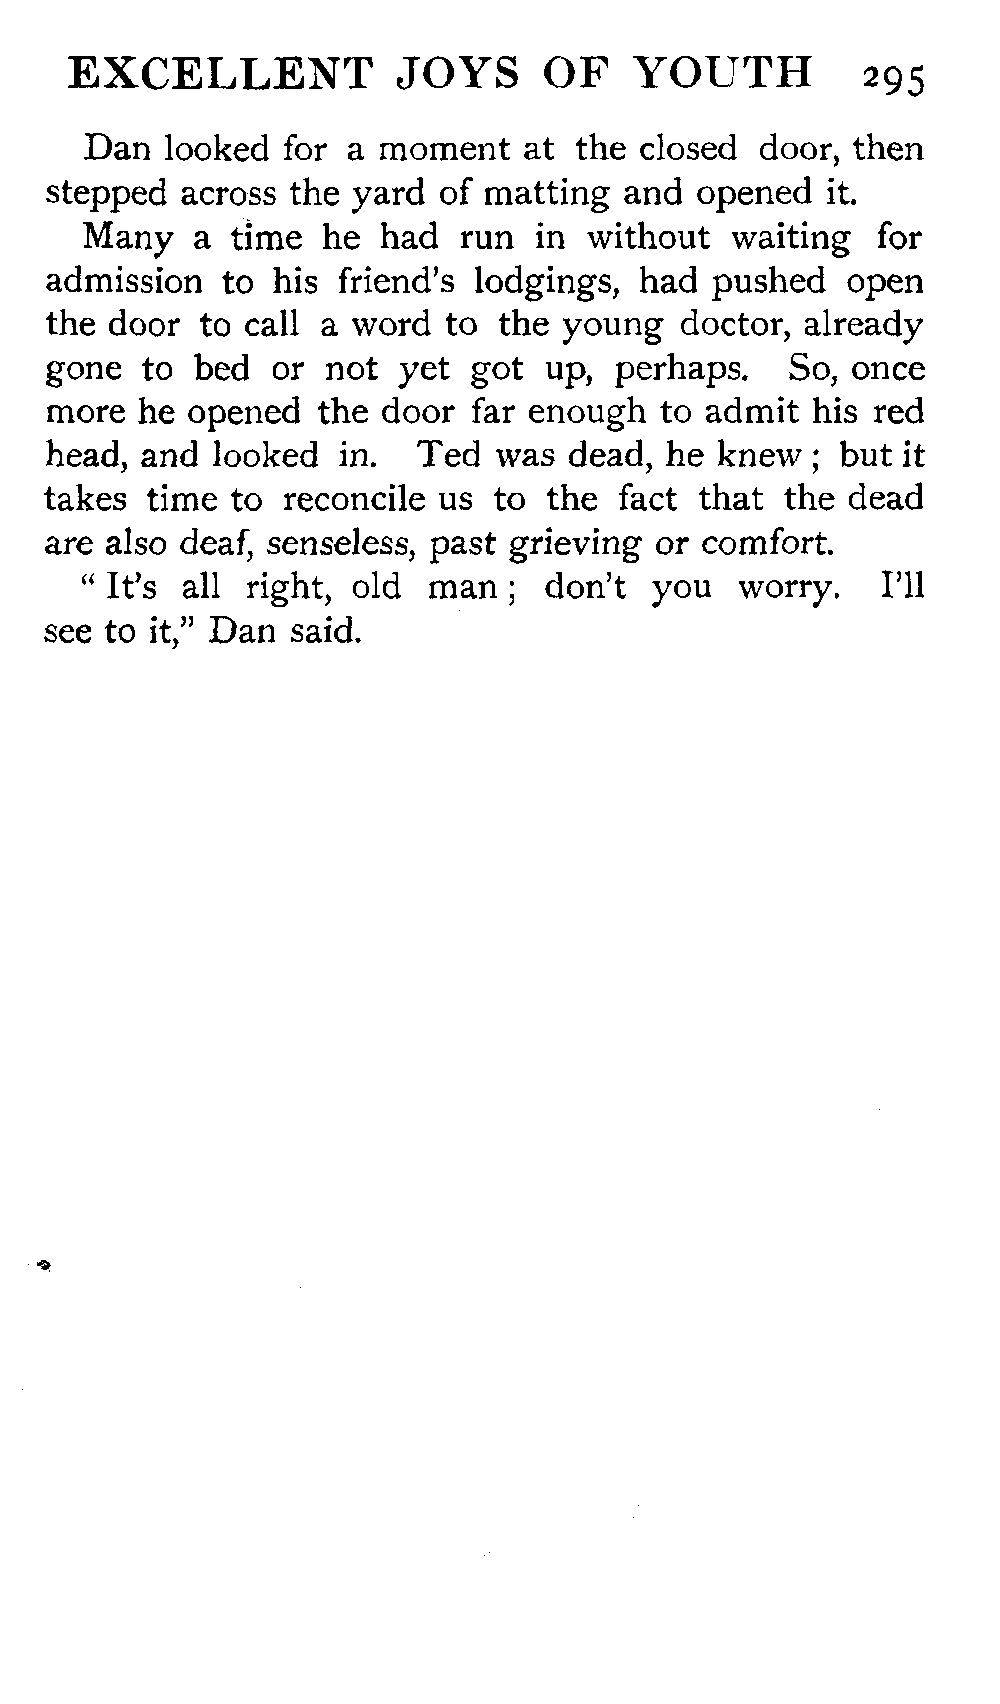 EXCELLENT JOYS OF YOUTH 295
Dan looked for a moment at the closed door, then
stepped across the yard of matting and opened it.
Many a time he had run in without waiting for
admission to his friend's lodgings, had pushed open
the door to call a word to the young doctor, already
gone to bed or not yet got up, perhaps. So, once
more he opened the door far enough to admit his red
head, and looked in. Ted was dead, he knew ; but it
takes time to reconcile us to the fact that the dead
are also deaf, senseless, past grieving or comfort.
" It's all right, old man ; don't you worry. I'll
see to it," Dan said.